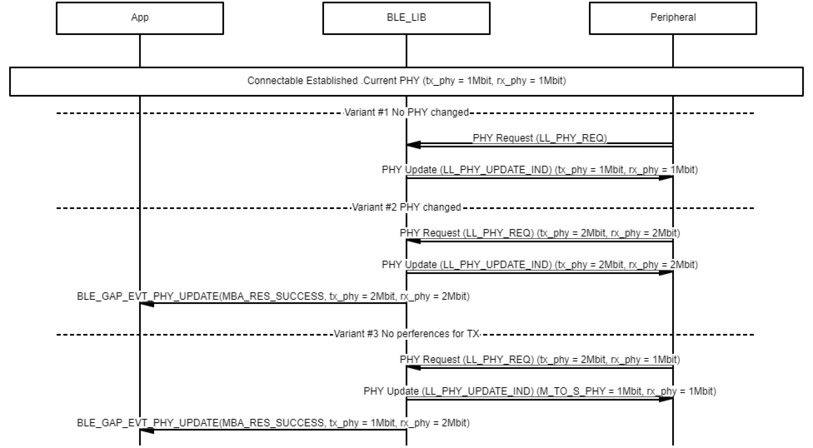 App
BLE_LIB
Peripheral
Connectable Established .Current PHY (tx_phy = 1Mbit, rx_phy = 1Mbit)
Variant #1 No PHY changed
PHY Request (LL_PHY_REQ)
PHY Update (LL_PHY_UPDATE_IND) (tx_phy = 1Mbit, rx_phy = 1Mbit)
Variant #2 PHY changed
PHY Request (LL_PHY_REQ) (tx_phy = 2Mbit, rx_phy = 2Mbit)
PHY Update (LL_PHY_UPDATE_IND) (tx_phy = 2Mbit, rx_phy = 2Mbit)
BLE_GAP_EVT_PHY_UPDATE(MBA_RES_SUCCESS, tx_phy = 2Mbit, rx_phy = 2Mbit)
Variant #3 No perferences for TX
PHY Request (LL_PHY_REQ) (tx_phy = 2Mbit, rx_phy = 1Mbit)
PHY Update (LL_PHY_UPDATE_IND) (M_TO_S_PHY = 1Mbit, rx_phy = 1Mbit)
BLE_GAP_EVT_PHY_UPDATE(MBA_RES_SUCCESS, tx_phy = 1Mbit, rx_phy = 2Mbit)